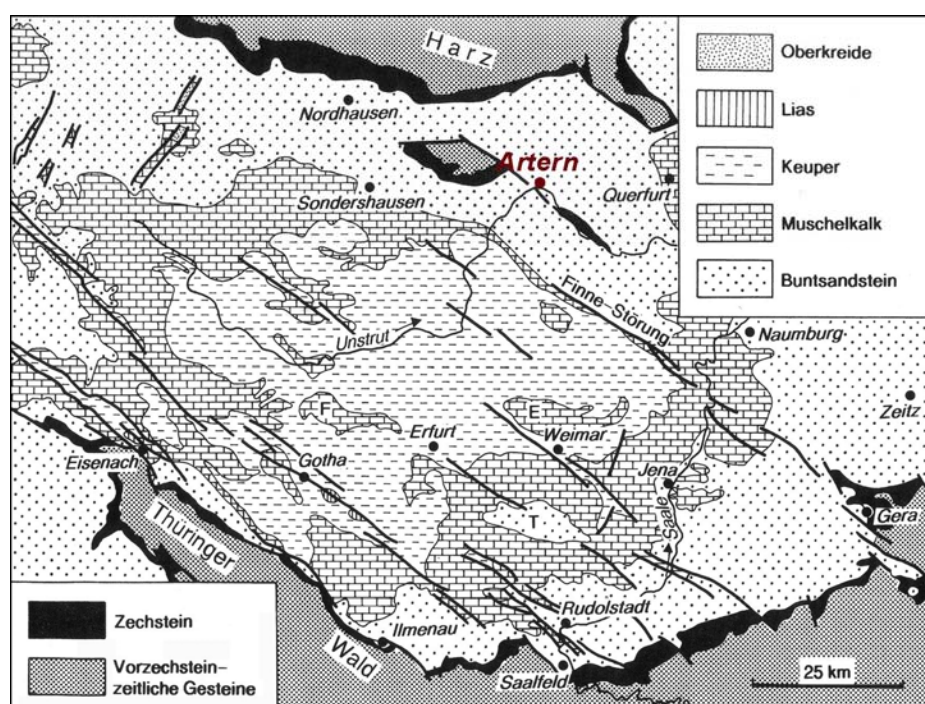 Harz
Oberkreide
Lias
Keuper
Muschelkalk
Buntsandstein
Nordhausen
Artern
Sondershausen
Querfurt
Finne-Störung
Unstrut
Naumburg
Zeitz
F
E
Erfurt
Weimar
Eisenach
Gotha
Jena
Saale
T
Gera
Thüringer
Wald
Rudolstadt
Ilmenau
Saalfeld
Zechstein
Vorzechstein-
zeitliche Gesteine
25 km